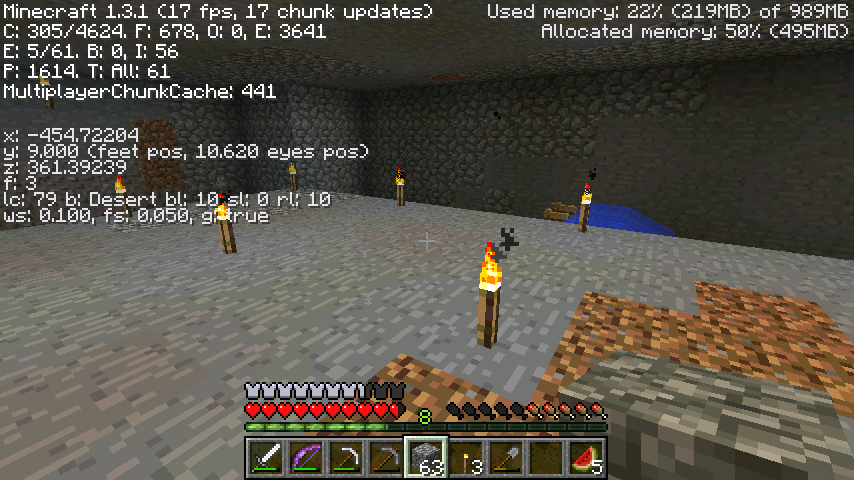 Minecraft 1.3.1 (17 fps, 17 chunk updates)
C: 305/4624. F: 678, O: 0, E: 3641
E: 5/61. B: 0, I: 56
P: 1614. T: All: 61
MultiplayerChunkCache: 441
Used memory: 22% (219MB) of 989MB
Allocated memory: 50% (495MB)
x: -454.72204
y: 9.000 (feet pos, 10.620 eyes pos)
z: 361.39239
f: 3
lc: 79 b: Desert bl: 10 sl: 0 rl: 10
ws: 0.100, fs: 0.050, g: true
8
63
3
5